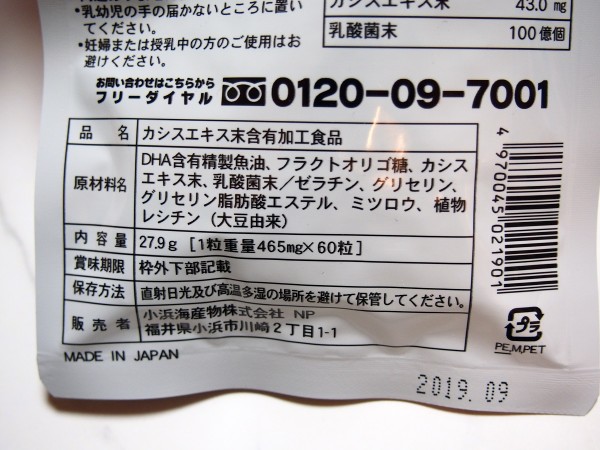 •乳幼児の手の届かないところに置い
てください。
•妊婦または授乳中の方のご使用はお
避けください。
カシスエキス末 43.0 mg
乳酸菌末 100億個
お問い合わせはこちらから
フリーダイヤル 0120-09-7001
品名 カシスエキス末含有加工食品
原材料名 DHA含有精製魚油、フラクトオリゴ糖、カシス
エキス末、乳酸菌末／ゼラチン、グリセリン、
グリセリン脂肪酸エステル、ミツロウ、植物
レシチン（大豆由来）
内容量 27.9g［1粒重量465mg×60粒］
賞味期限 枠外下部記載
保存方法 直射日光及び高温多湿の場所を避けて保管してください。
販売者 小浜海産物株式会社 NP
福井県小浜市川崎2丁目1-1
MADE IN JAPAN
4970045021901
プラ
PE,M,PET
2019.09